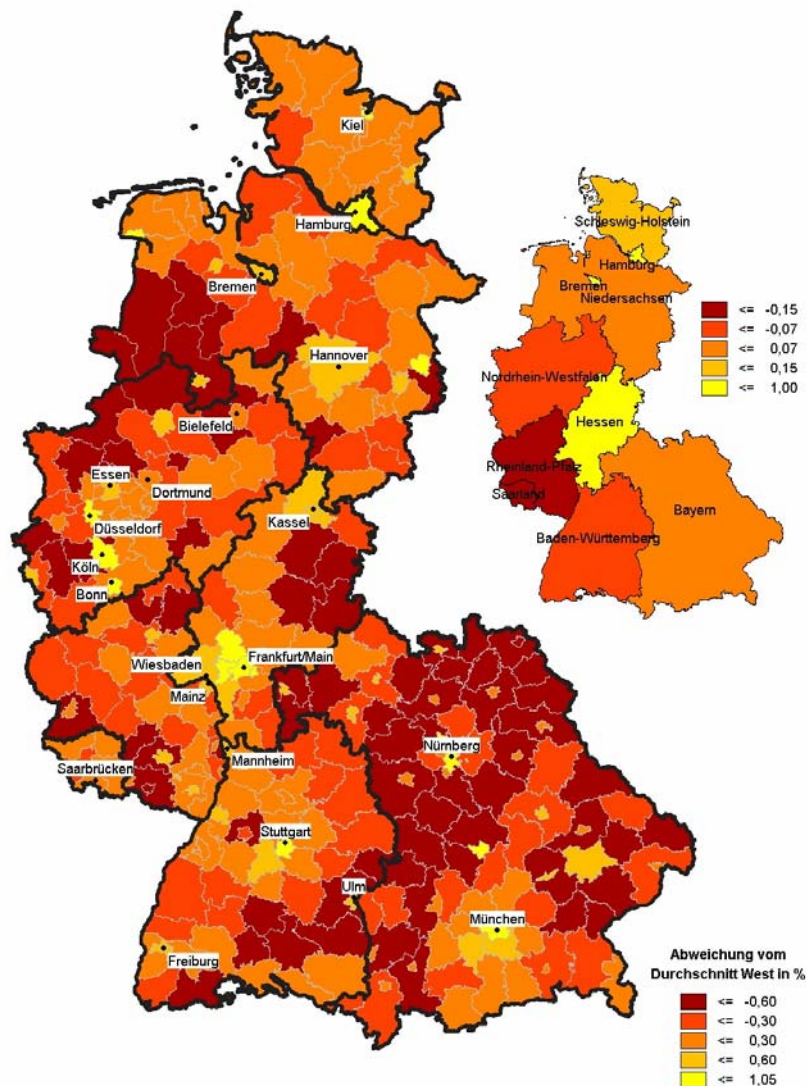 Kiel
Hamburg
Bremen
Hannover
Bielefeld
Essen
Dortmund
Düsseldorf
Kassel
Köln
Bonn
Wiesbaden
Frankfurt/Main
Mainz
Nürnberg
Saarbrücken
Mannheim
Stuttgart
Ulm
München
Freiburg
Schleswig-Holstein
Hamburg
Bremen
Niedersachsen
Nordrhein-Westfalen
Hessen
Rheinland-Pfalz
Saarland
Bayern
Baden-Württemberg
<= -0,15
<= -0,07
<= 0,07
<= 0,15
<= 1,00
Abweichung vom
Durchschnitt West in %
<= -0,60
<= -0,30
<= 0,30
<= 0,60
<= 1,05